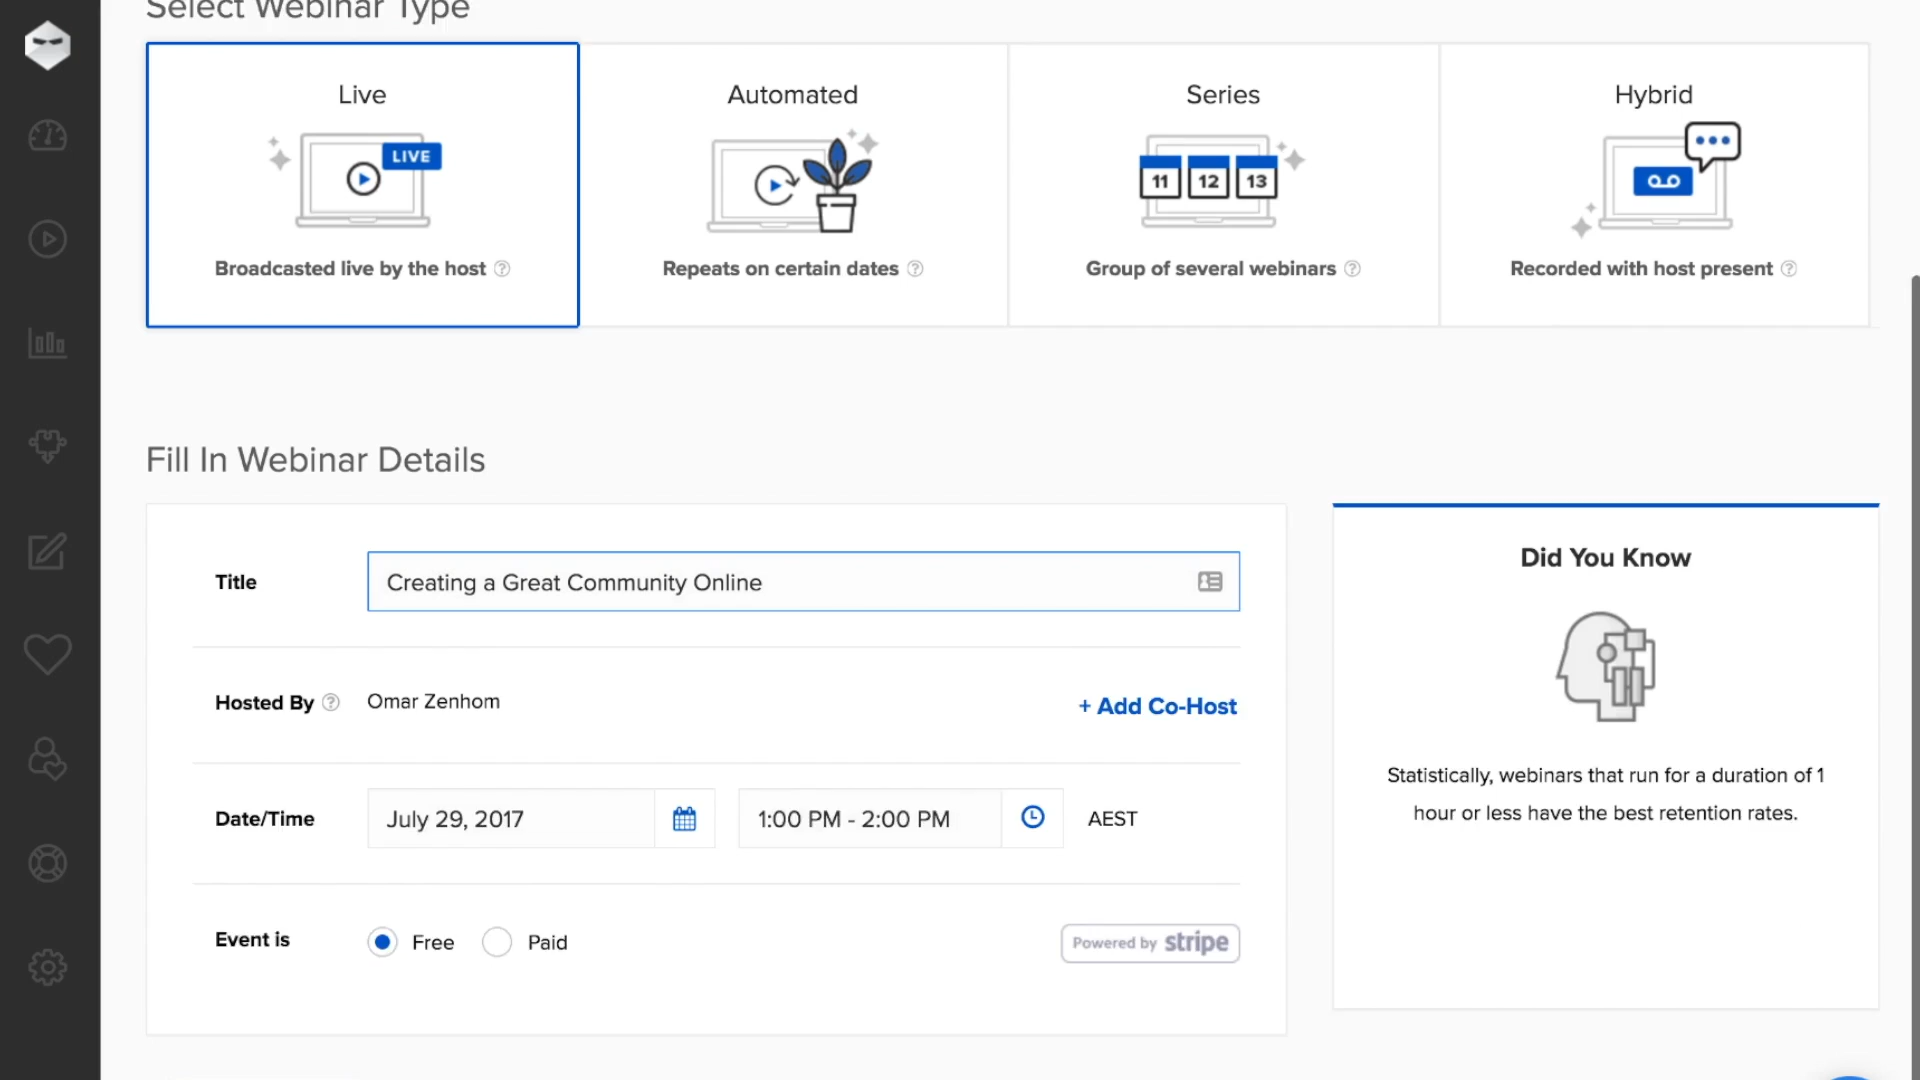 Select Webinar Type
Live
LIVE
Broadcasted live by the host
Automated
Repeats on certain dates
Series
11 12 13
Group of several webinars
Hybrid
Recorded with host present
Fill In Webinar Details
Title
Creating a Great Community Online
Hosted By
Omar Zenhom
+ Add Co-Host
Date/Time
July 29, 2017
1:00 PM - 2:00 PM
AEST
Event is
Free
Paid
Powered by stripe
Did You Know
Statistically, webinars that run for a duration of 1
hour or less have the best retention rates.